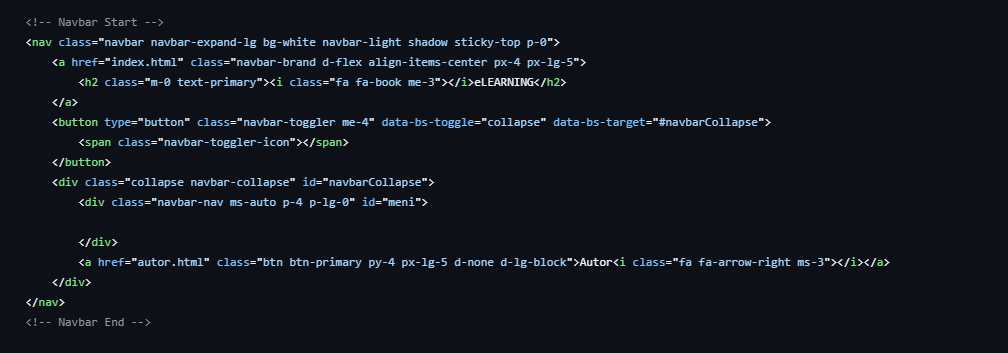 <!-- Navbar Start -->
<nav class="navbar navbar-expand-lg bg-white navbar-light shadow sticky-top p-0">
<a href="index.html" class="navbar-brand d-flex align-items-center px-4 px-lg-5">
<h2 class="m-0 text-primary"><i class="fa fa-book me-3"></i>eLEARNING</h2>
</a>
<button type="button" class="navbar-toggler me-4" data-bs-toggle="collapse" data-bs-target="#navbarCollapse">
<span class="navbar-toggler-icon"></span>
</button>
<div class="collapse navbar-collapse" id="navbarCollapse">
<div class="navbar-nav ms-auto p-4 p-lg-0" id="meni">
</div>
<a href="autor.html" class="btn btn-primary py-4 px-lg-5 d-none d-lg-block">Autor<i class="fa fa-arrow-right ms-3"></i></a>
</div>
</nav>
<!-- Navbar End -->